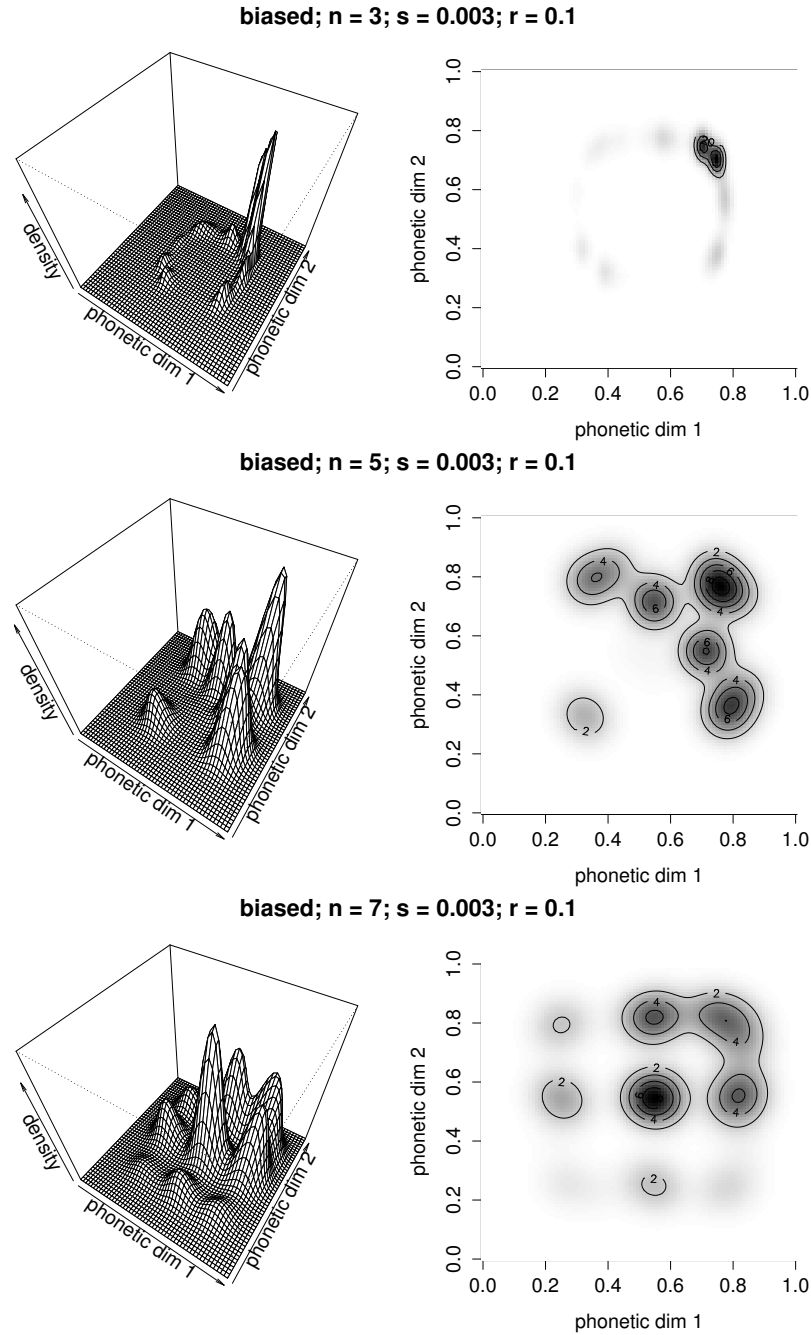 biased; n = 3; s = 0.003; r = 0.1
density
phonetic dim 1
phonetic dim 2
phonetic dim 2
1.0
0.8
0.6
0.4
0.2
0.0
0.0 0.2 0.4 0.6 0.8 1.0
phonetic dim 1
biased; n = 5; s = 0.003; r = 0.1
density
phonetic dim 1
phonetic dim 2
phonetic dim 2
1.0
0.8
0.6
0.4
0.2
0.0
2
4
4
6
4
6
4
4
6
2
0.0 0.2 0.4 0.6 0.8 1.0
phonetic dim 1
biased; n = 7; s = 0.003; r = 0.1
density
phonetic dim 1
phonetic dim 2
phonetic dim 2
1.0
0.8
0.6
0.4
0.2
0.0
2
4
4
2
2
4
4
2
0.0 0.2 0.4 0.6 0.8 1.0
phonetic dim 1